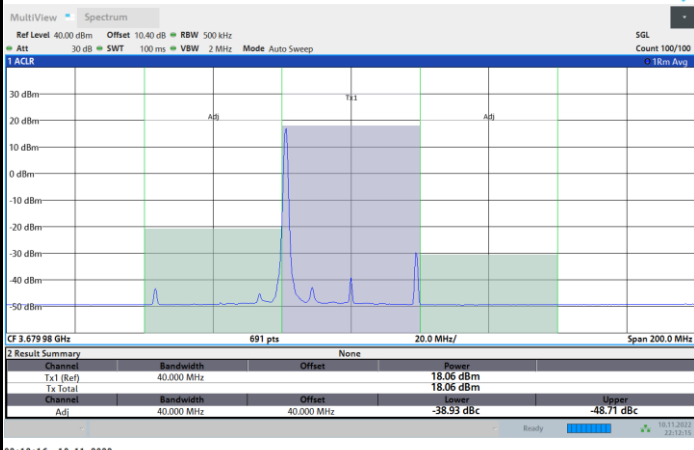 MultiView Spectrum
Ref Level 40.00 dBm Offset 10.40 dB RBW 500 kHz SGL
Att 30 dB SWT 100 ms VBW 2 MHz Mode Auto Sweep Count 100/100
1 ACLR 1Rm Avg
30 dBm
Tx1
20 dBm Adj Adj
10 dBm
0 dBm
-10 dBm
-20 dBm
-30 dBm
-40 dBm
-50 dBm
CF 3.67998 GHz 691 pts 20.0 MHz/ Span 200.0 MHz
2 Result Summary None
Channel Bandwidth Offset Power
Tx1 (Ref) 40.000 MHz 18.06 dBm
Tx Total 18.06 dBm
Channel Bandwidth Offset Lower Upper
Adj 40.000 MHz 40.000 MHz -38.93 dBc -48.71 dBc
Ready 10.11.2022
22:12:15